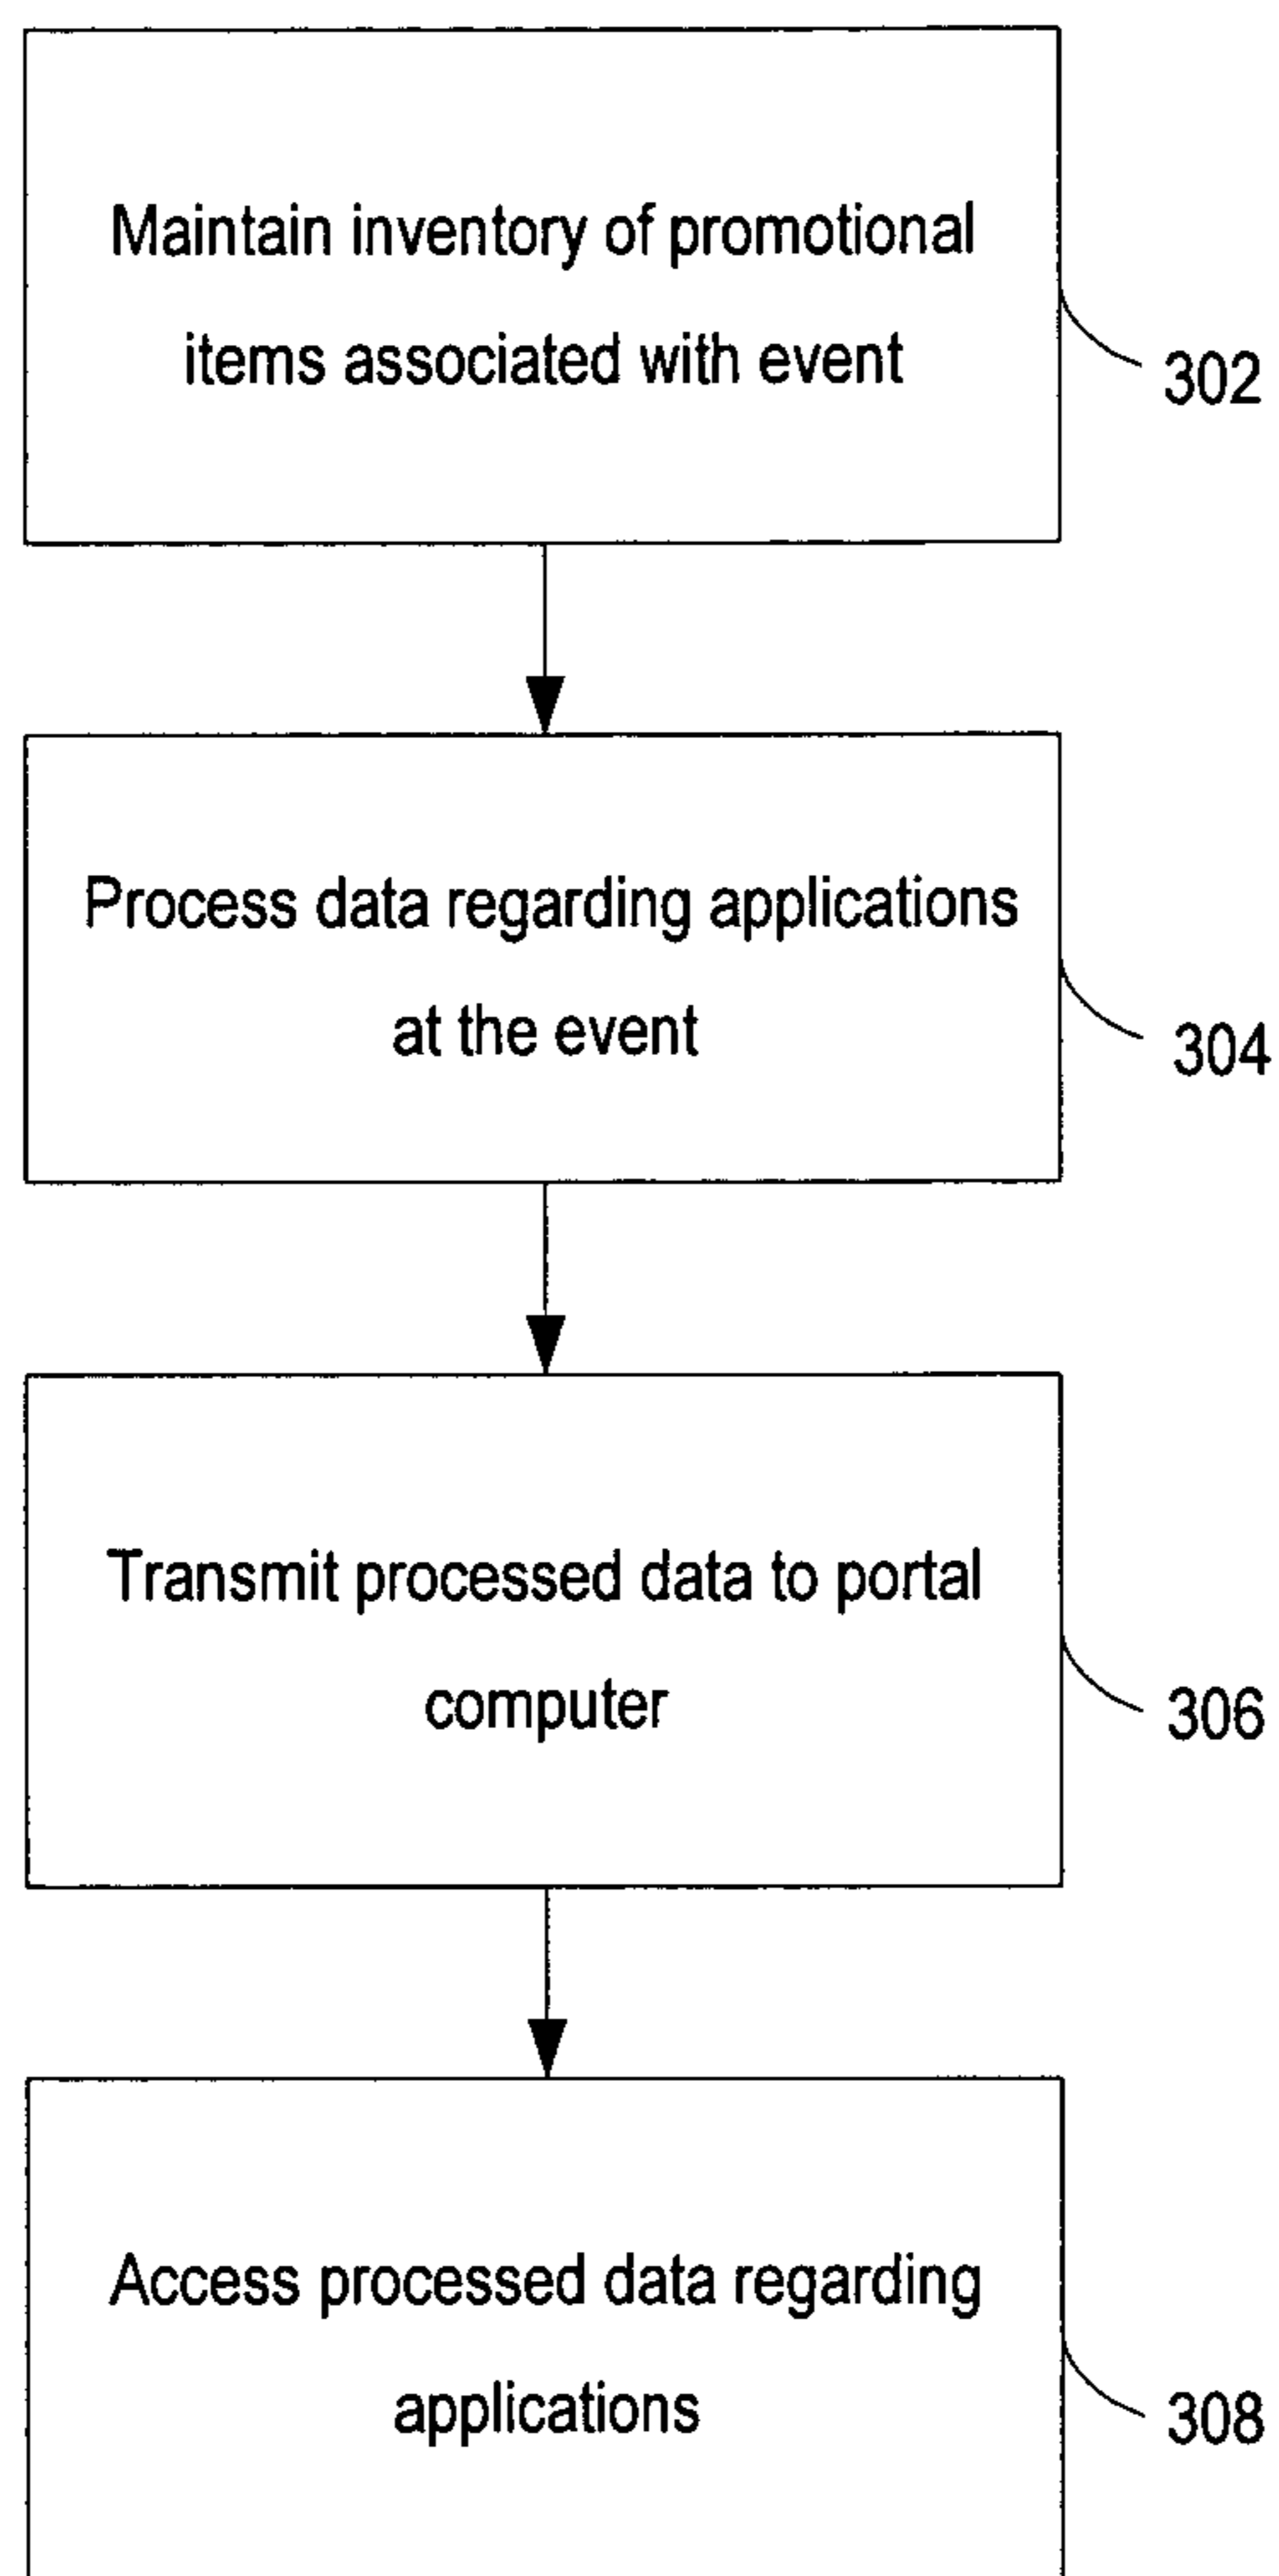 Maintain inventory of promotional
items associated with event
302
Process data regarding applications
at the event
304
Transmit processed data to portal
computer
306
Access processed data regarding
applications
308